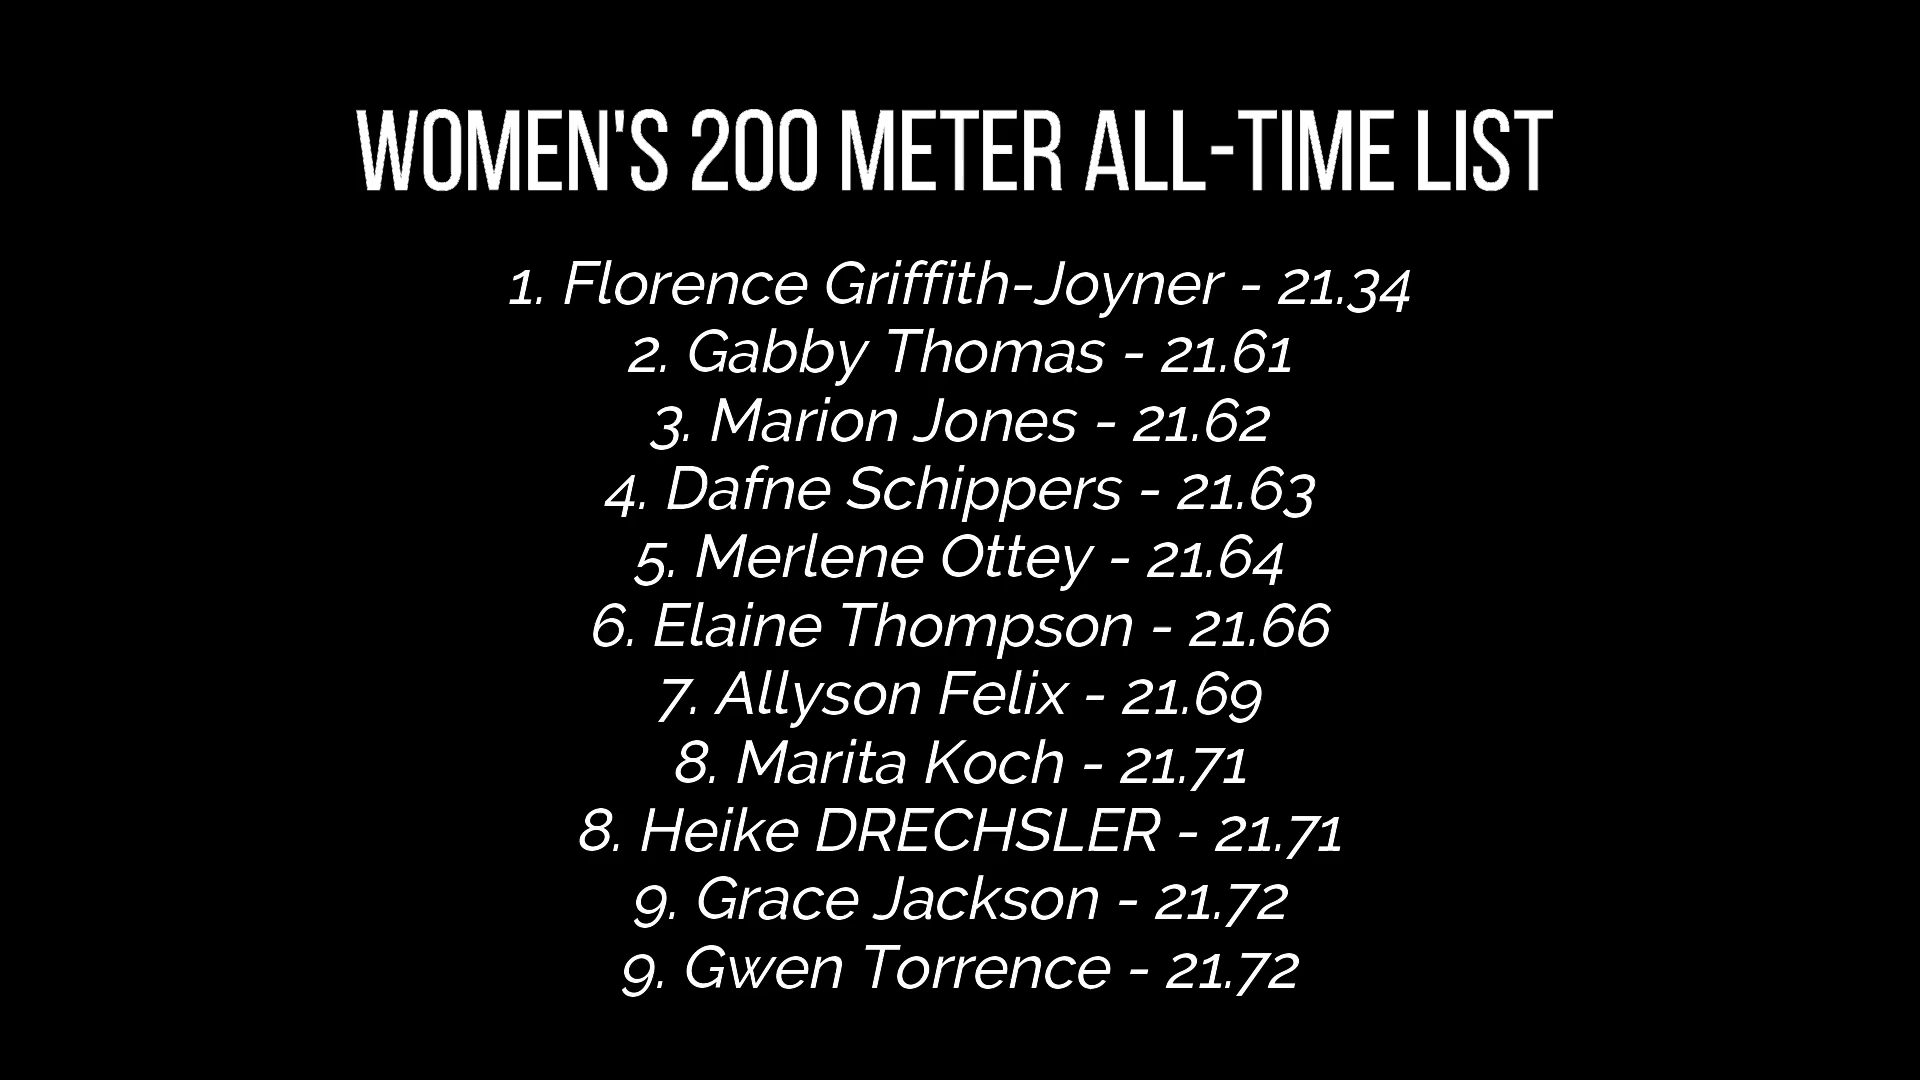 WOMEN'S 200 METER ALL-TIME LIST
1. Florence Griffith-Joyner - 21.34
2. Gabby Thomas - 21.61
3. Marion Jones - 21.62
4. Dafne Schippers - 21.63
5. Merlene Ottey - 21.64
6. Elaine Thompson - 21.66
7. Allyson Felix - 21.69
8. Marita Koch - 21.71
8. Heike DRECHSLER - 21.71
9. Grace Jackson - 21.72
9. Gwen Torrence - 21.72